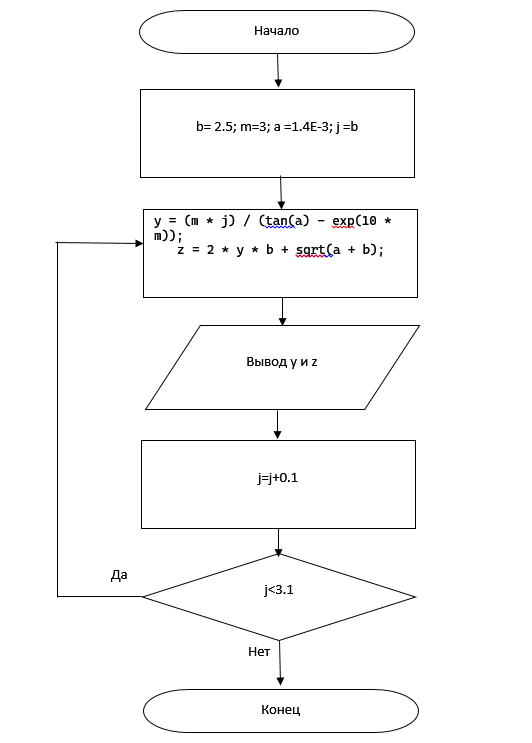 Начало
b= 2.5; m=3; a =1.4E-3; j =b
y = (m * j) / (tan(a) - exp(10 *
m));
z = 2 * y * b + sqrt(a + b);
Вывод y и z
j=j+0.1
Да
j<3.1
Нет
Конец